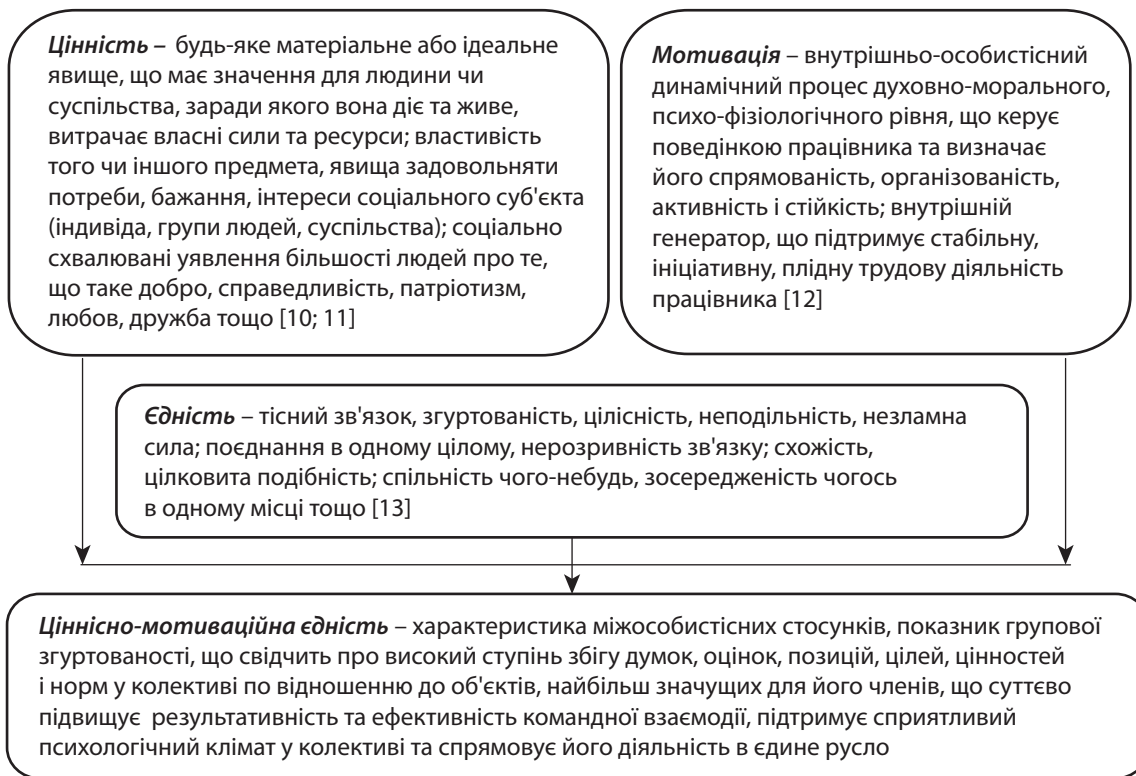 Цінність – будь-яке матеріальне або ідеальне
явище, що має значення для людини чи
суспільства, заради якого вона діє та живе,
витрачає власні сили та ресурси; властивість
того чи іншого предмета, явища задовольняти
потреби, бажання, інтереси соціального суб'єкта
(індивіда, групи людей, суспільства); соціально
схвалювані уявлення більшості людей про те,
що таке добро, справедливість, патріотизм,
любов, дружба тощо [10; 11]
Мотивація – внутрішньо-особистісний
динамічний процес духовно-морального,
психо-фізіологічного рівня, що керує
поведінкою працівника та визначає
його спрямованість, організованість,
активність і стійкість; внутрішній
генератор, що підтримує стабільну,
ініціативну, плідну трудову діяльність
працівника [12]
Єдність – тісний зв'язок, згуртованість, цілісність, неподільність, незламна
сила; поєднання в одному цілому, нерозривність зв'язку; схожість,
цілковита подібність; спільність чого-небудь, зосередженість чогось
в одному місці тощо [13]
Ціннісно-мотиваційна єдність – характеристика міжособистісних стосунків, показник групової
згуртованості, що свідчить про високий ступінь збігу думок, оцінок, позицій, цілей, цінностей
і норм у колективі по відношенню до об'єктів, найбільш значущих для його членів, що суттєво
підвищує результативність та ефективність командної взаємодії, підтримує сприятливий
психологічний клімат у колективі та спрямовує його діяльність в єдине русло